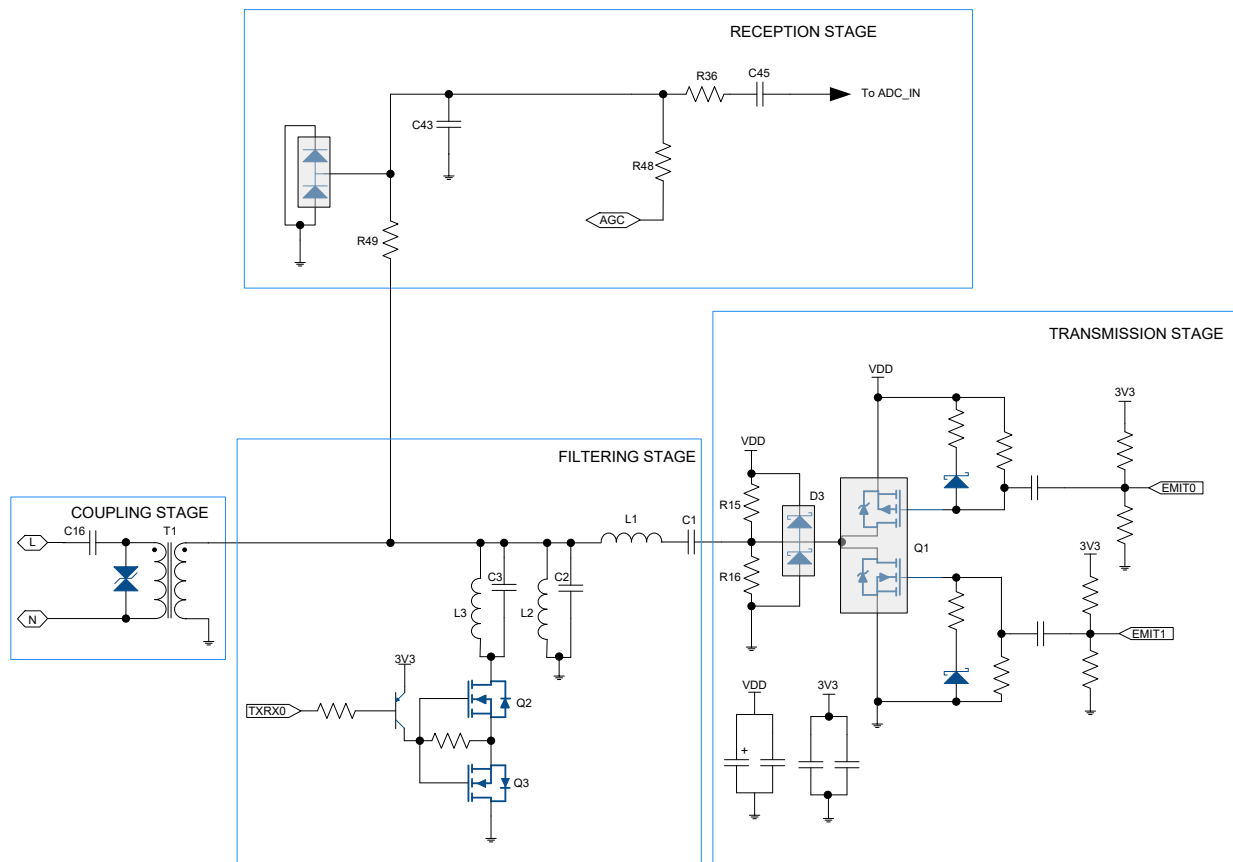 RECEPTION STAGE
R36
C45
To ADC_IN
C43
R48
AGC
R49
TRANSMISSION STAGE
VDD
3V3
VDD
FILTERING STAGE
D3
EMIT0
R15
COUPLING STAGE
C16
T1
L1
C1
L
Q1
3V3
R16
C3
C2
L3
L2
N
EMIT1
3V3
VDD
3V3
Q2
TXRX0
+
Q3